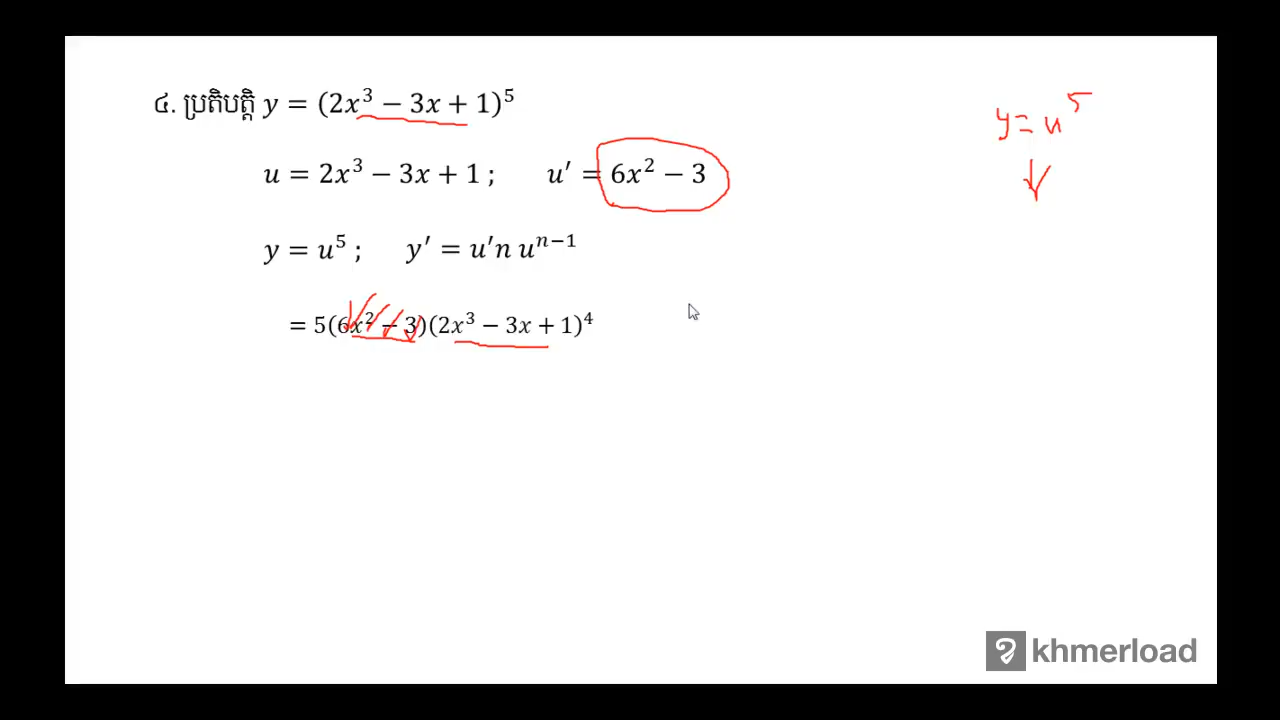 ៤. ប្រតិបត្តិ y = (2x³ − 3x + 1)⁵
y = u⁵
u = 2x³ − 3x + 1 ; u′ = 6x² − 3
y = u⁵ ; y′ = u′n uⁿ⁻¹
= 5(6x² − 3)(2x³ − 3x + 1)⁴
khmerload